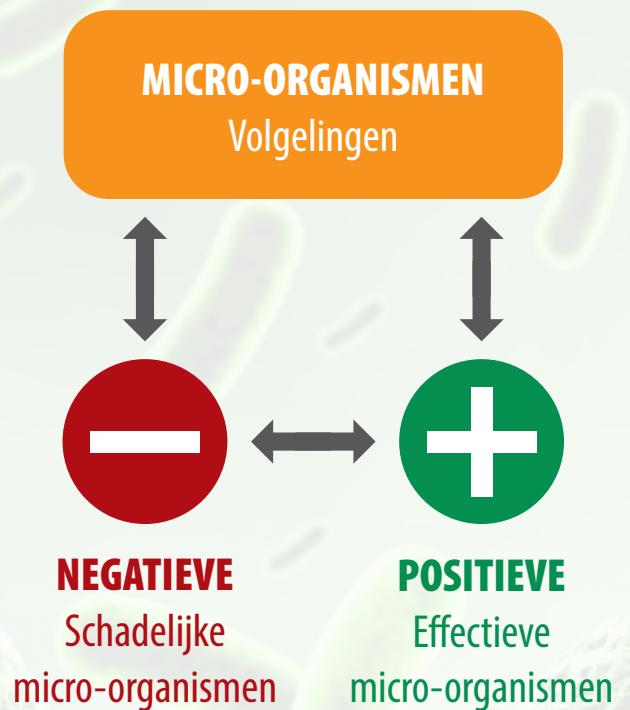 MICRO-ORGANISMEN
Volgelingen
NEGATIEVE
Schadelijke
micro-organismen
POSITIEVE
Effectieve
micro-organismen